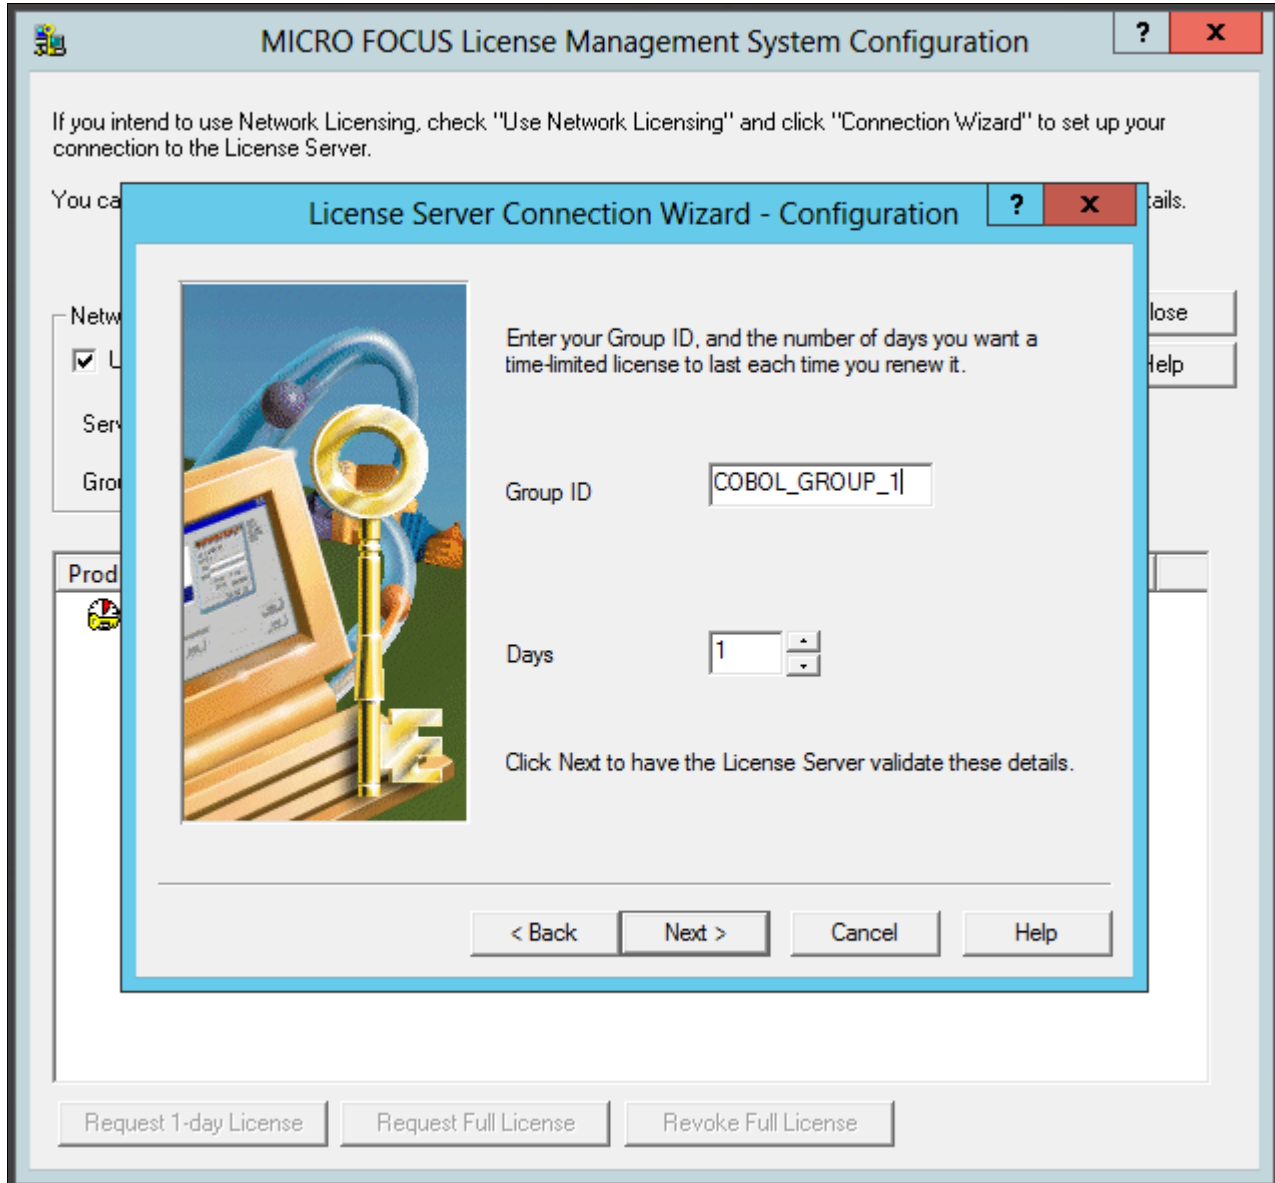 MICRO FOCUS License Management System Configuration
? x
If you intend to use Network Licensing, check "Use Network Licensing" and click "Connection Wizard" to set up your
connection to the License Server.
You ca
tails.
License Server Connection Wizard - Configuration
? x
Netw
lose
Enter your Group ID, and the number of days you want a
time-limited license to last each time you renew it.
Help
Serv
Grou
Group ID
COBOL_GROUP_1
Prod
Days
1
Click Next to have the License Server validate these details.
< Back
Next >
Cancel
Help
Request 1-day License
Request Full License
Revoke Full License